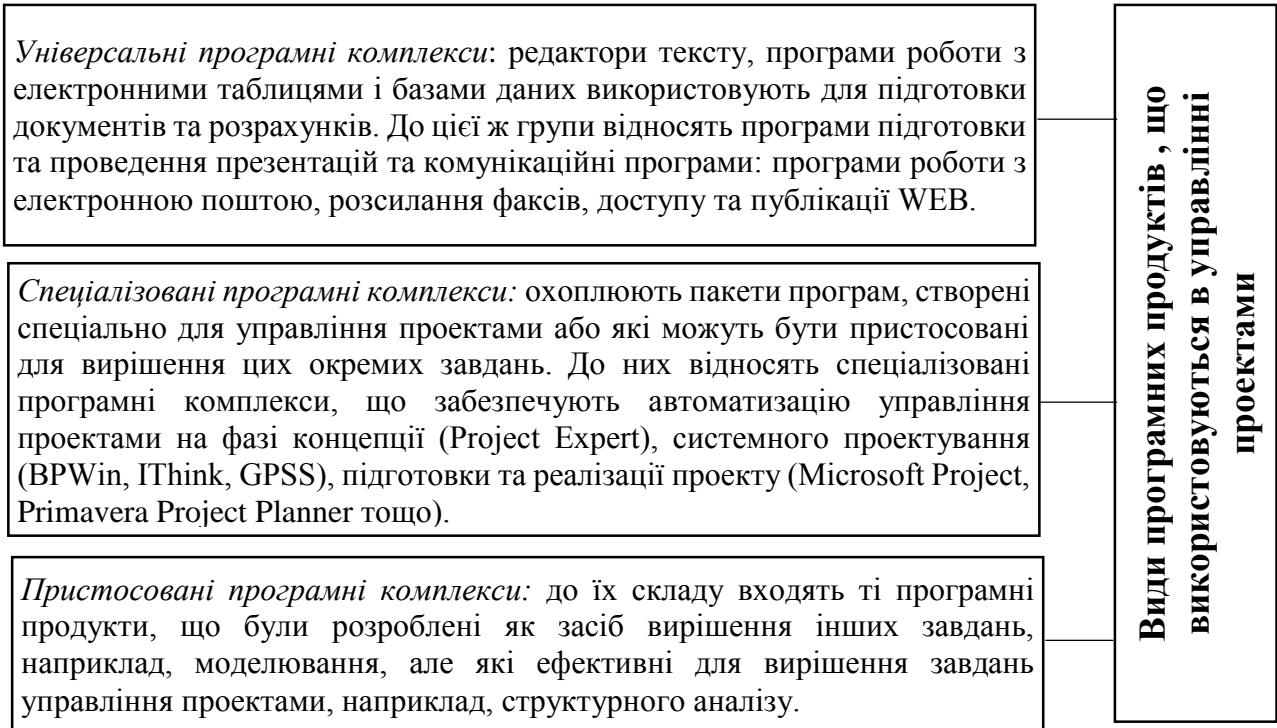 Універсальні програмні комплекси: редактори тексту, програми роботи з
електронними таблицями і базами даних використовують для підготовки
документів та розрахунків. До цієї ж групи відносять програми підготовки
та проведення презентацій та комунікаційні програми: програми роботи з
електронною поштою, розсилання факсів, доступу та публікації WEB.
Спеціалізовані програмні комплекси: охоплюють пакети програм, створені
спеціально для управління проектами або які можуть бути пристосовані
для вирішення цих окремих завдань. До них відносять спеціалізовані
програмні комплекси, що забезпечують автоматизацію управління
проектами на фазі концепції (Project Expert), системного проектування
(BPWin, IThink, GPSS), підготовки та реалізації проекту (Microsoft Project,
Primavera Project Planner тощо).
Пристосовані програмні комплекси: до їх складу входять ті програмні
продукти, що були розроблені як засіб вирішення інших завдань,
наприклад, моделювання, але які ефективні для вирішення завдань
управління проектами, наприклад, структурного аналізу.
Види програмних продуктів , що
використовуються в управлінні
проектами